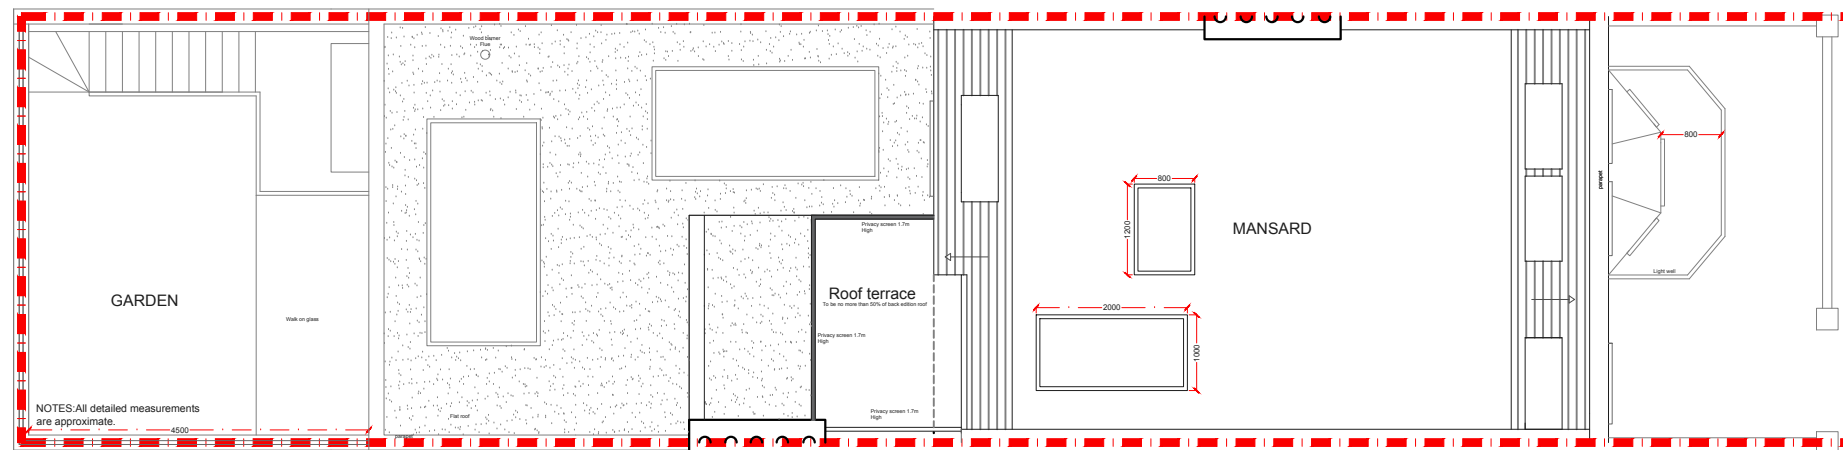 Wood barner
Flue
800
parapet
800
Privacy screen 1.7m
High
1200
MANSARD
Light well
GARDEN
Roof terrace
To be no more than 50% of back edition roof
2000
Walk on glass
Privacy screen 1.7m
High
1000
NOTES:All detailed measurements
are approximate.
Flat roof
Privacy screen 1.7m
High
4500
parapet